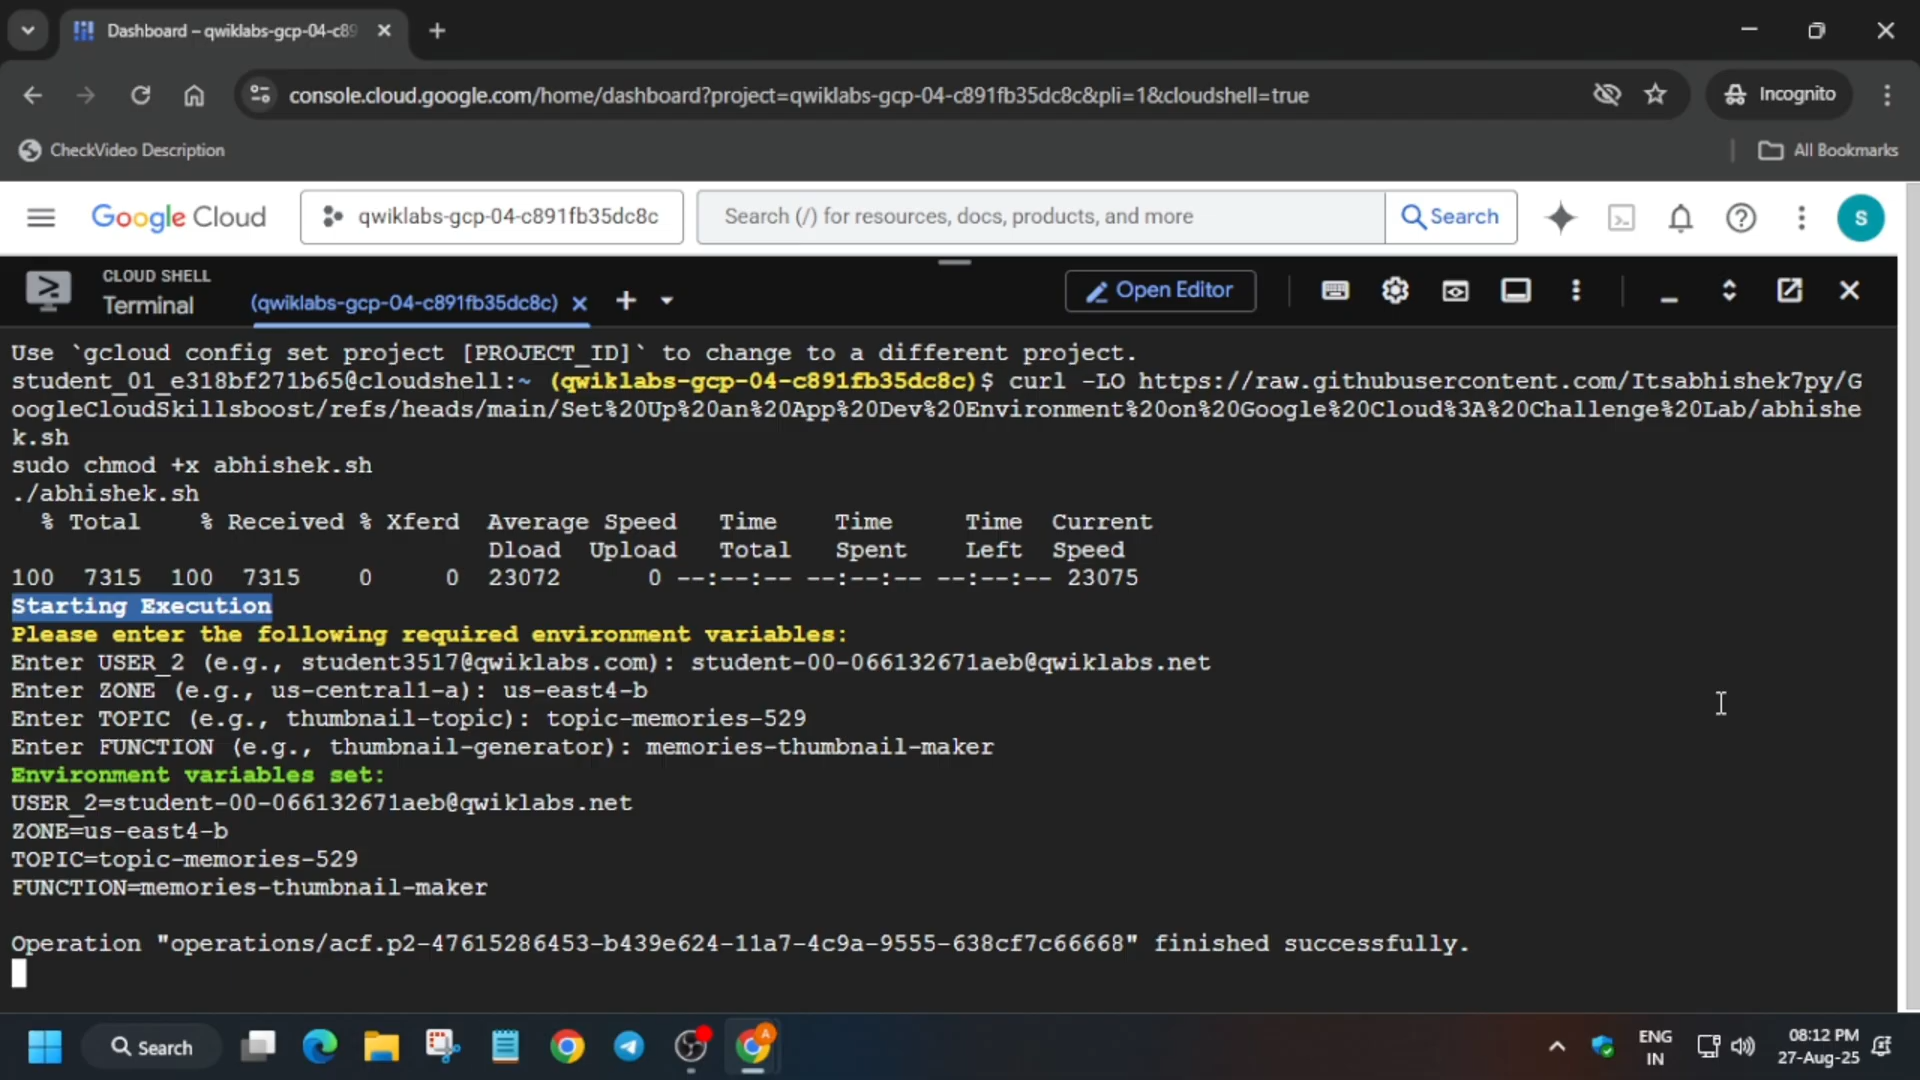 Dashboard – qwiklabs-gcp-04-c89
console.cloud.google.com/home/dashboard?project=qwiklabs-gcp-04-c891fb35dc8c&pli=1&cloudshell=true
Incognito
CheckVideo Description
All Bookmarks
Google Cloud
qwiklabs-gcp-04-c891fb35dc8c
Search (/) for resources, docs, products, and more
Search
S
CLOUD SHELL
Terminal
(qwiklabs-gcp-04-c891fb35dc8c)
Open Editor
Use `gcloud config set project [PROJECT_ID]` to change to a different project.
student_01_e318bf271b65@cloudshell:~ (qwiklabs-gcp-04-c891fb35dc8c)$ curl -LO https://raw.githubusercontent.com/Itsabhishek7py/G
oogleCloudSkillsboost/refs/heads/main/Set%20Up%20an%20App%20Dev%20Environment%20on%20Google%20Cloud%3A%20Challenge%20Lab/abhishe
k.sh
sudo chmod +x abhishek.sh
./abhishek.sh
% Total % Received % Xferd Average Speed Time Time Time Current
Dload Upload Total Spent Left Speed
100 7315 100 7315 0 0 23072 0 --:--:-- --:--:-- --:--:-- 23075
Starting Execution
Please enter the following required environment variables:
Enter USER_2 (e.g., student3517@qwiklabs.com): student-00-066132671aeb@qwiklabs.net
Enter ZONE (e.g., us-central1-a): us-east4-b
Enter TOPIC (e.g., thumbnail-topic): topic-memories-529
Enter FUNCTION (e.g., thumbnail-generator): memories-thumbnail-maker
Environment variables set:
USER_2=student-00-066132671aeb@qwiklabs.net
ZONE=us-east4-b
TOPIC=topic-memories-529
FUNCTION=memories-thumbnail-maker
Operation "operations/acf.p2-47615286453-b439e624-11a7-4c9a-9555-638cf7c66668" finished successfully.
Search
ENG
IN
08:12 PM
27-Aug-25